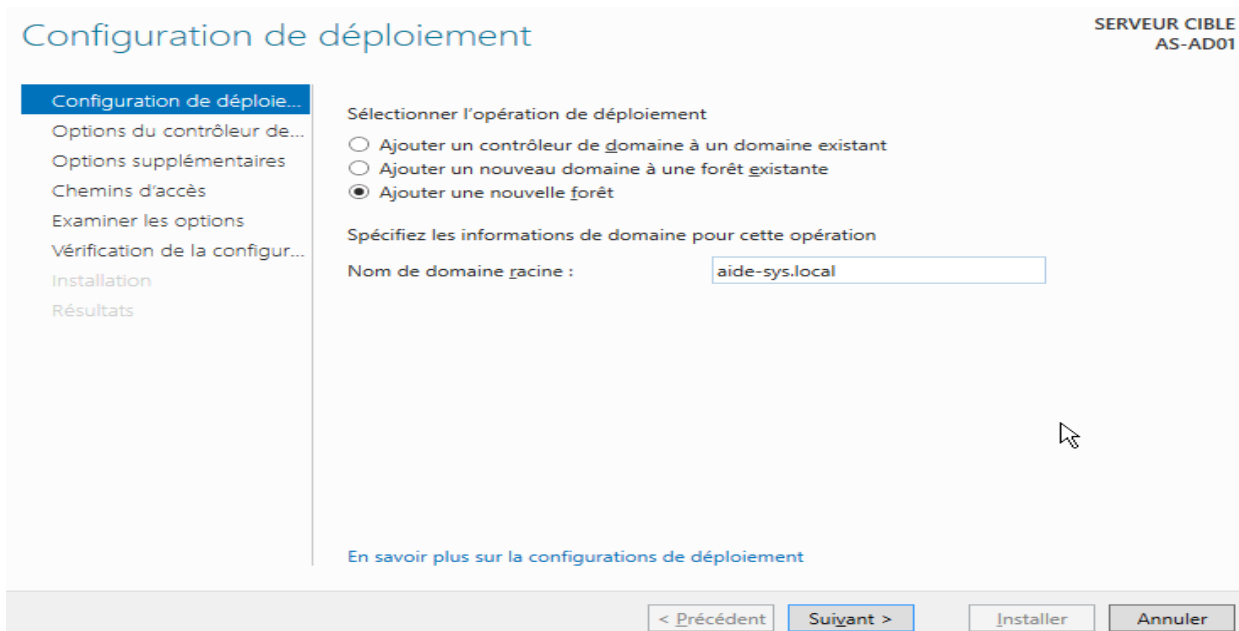 Configuration de déploiement
SERVEUR CIBLE
AS-AD01
Configuration de déploie...
Options du contrôleur de...
Options supplémentaires
Chemins d'accès
Examiner les options
Vérification de la configur...
Installation
Résultats
Sélectionner l'opération de déploiement
Ajouter un contrôleur de domaine à un domaine existant
Ajouter un nouveau domaine à une forêt existante
Ajouter une nouvelle forêt
Spécifiez les informations de domaine pour cette opération
Nom de domaine racine : aide-sys.local
En savoir plus sur la configurations de déploiement
< Précédent Suivant > Installer Annuler